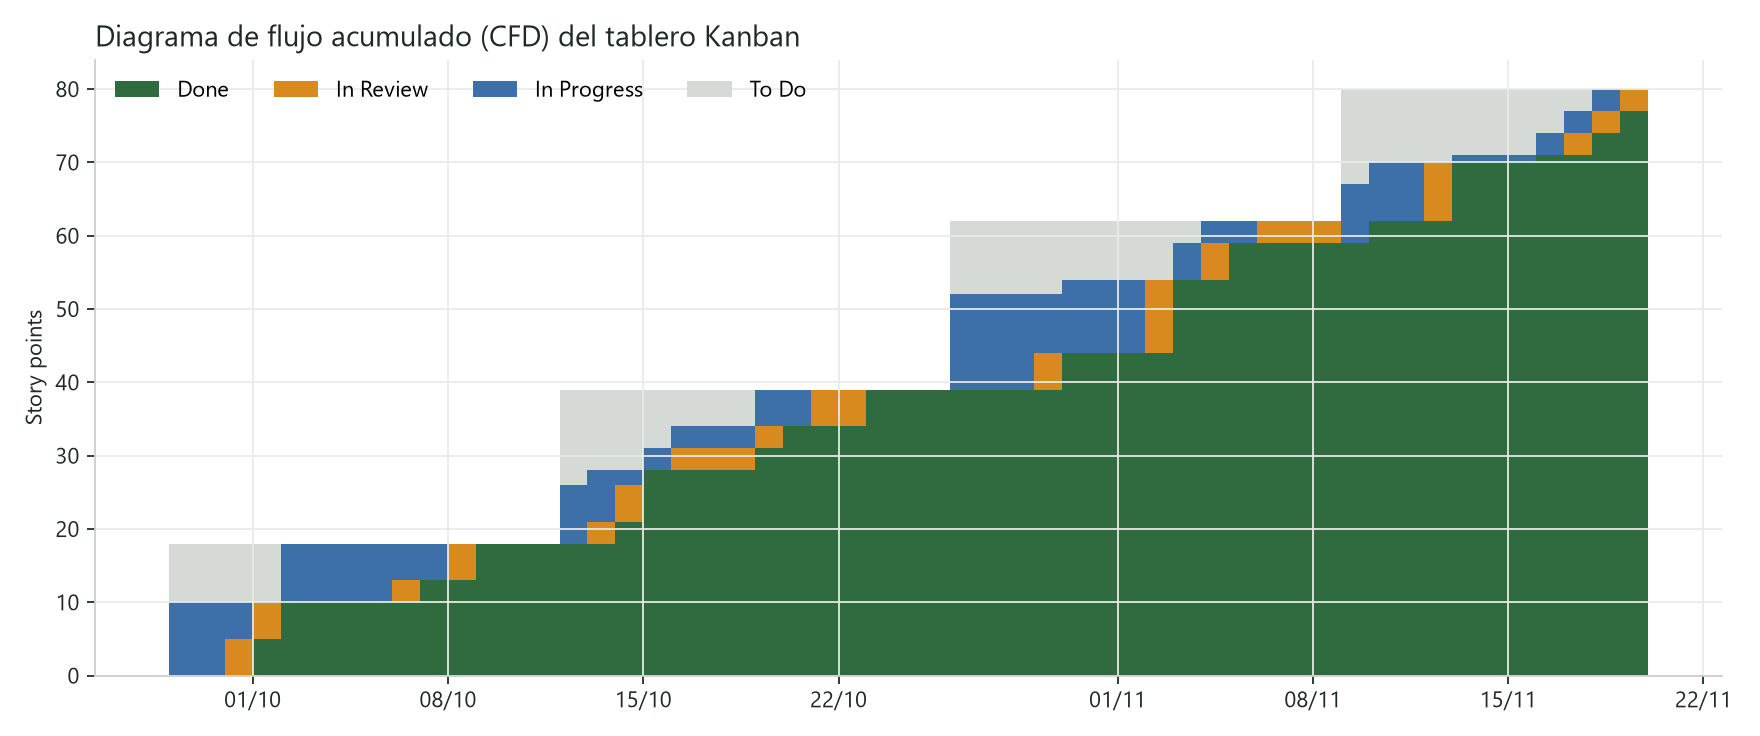 Diagrama de flujo acumulado (CFD) del tablero Kanban
Done In Review In Progress To Do
Story points
80
70
60
50
40
30
20
10
0
01/10 08/10 15/10 22/10 01/11 08/11 15/11 22/11